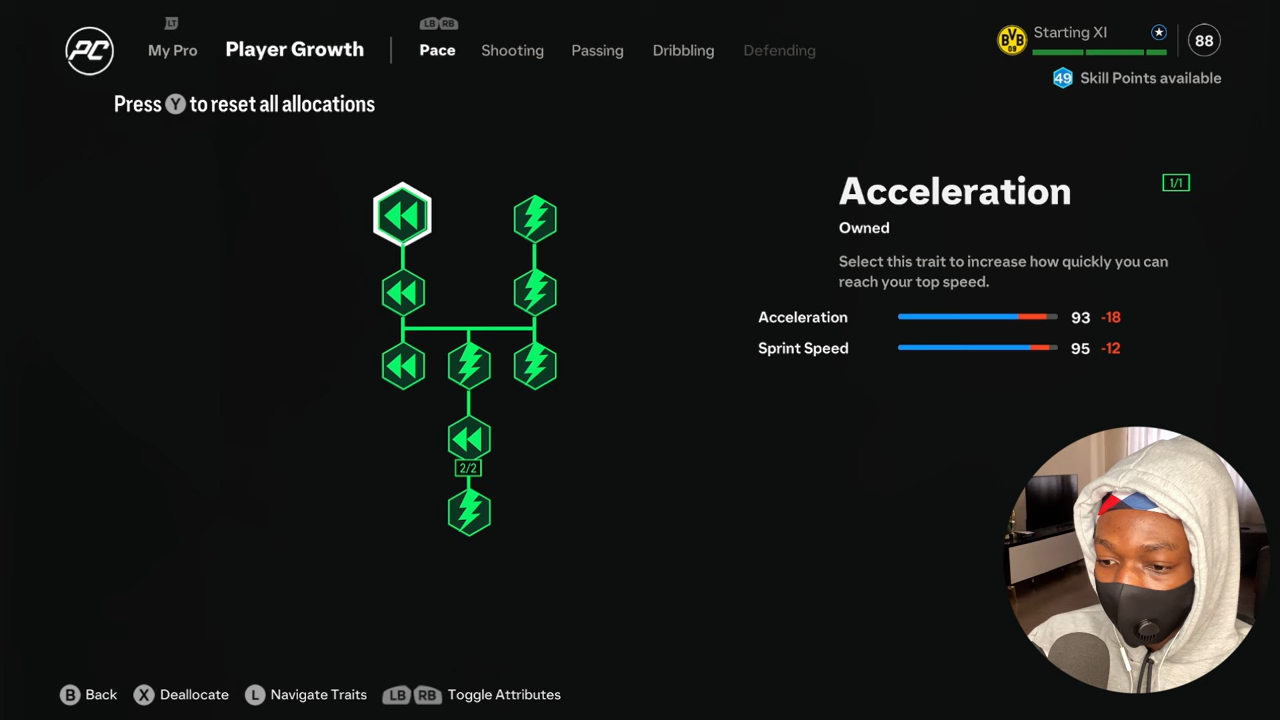 LT
LB RB
PC
My Pro
Player Growth
Pace
Shooting
Passing
Dribbling
Defending
BVB
09
Starting XI
88
49 Skill Points available
Press Y to reset all allocations
Acceleration
1/1
Owned
Select this trait to increase how quickly you can
reach your top speed.
Acceleration 93 -18
Sprint Speed 95 -12
2/2
B Back
X Deallocate
L Navigate Traits
LB RB Toggle Attributes